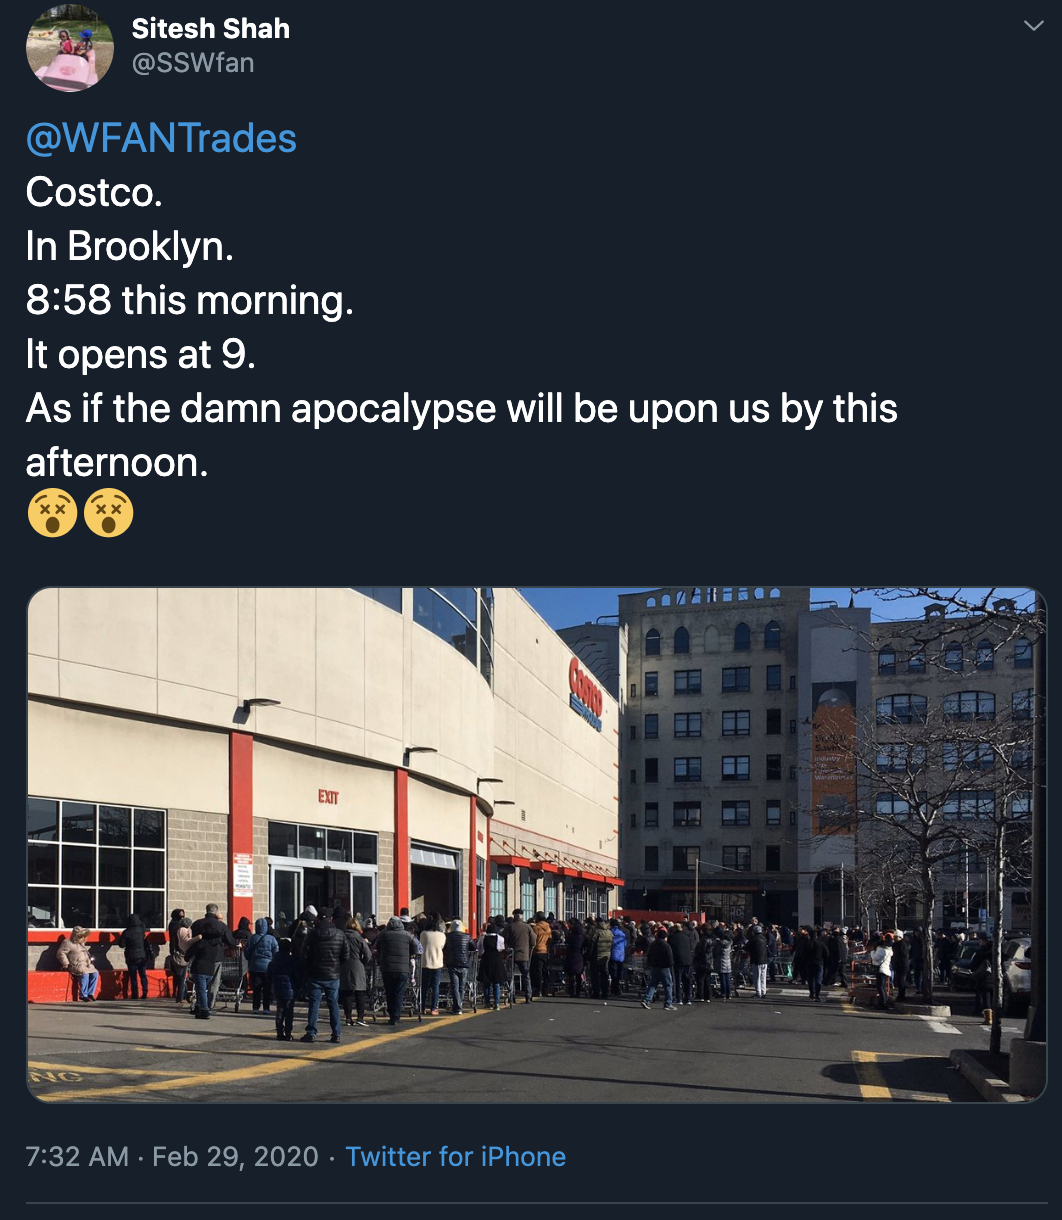 Sitesh Shah
@SSWfan
@WFANTrades
Costco.
In Brooklyn.
8:58 this morning.
It opens at 9.
As if the damn apocalypse will be upon us by this
afternoon.
COSTCO
EXIT
7:32 AM · Feb 29, 2020 · Twitter for iPhone